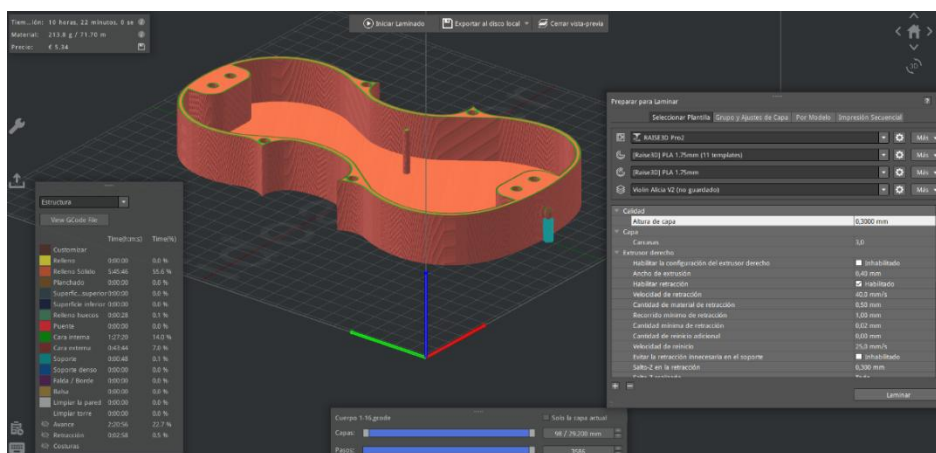 Tiem...ión: 10 horas, 22 minutos, 0 se
Material: 213.8 g / 71.70 m
Precio: € 5.34
Iniciar Laminado
Exportar al disco local
Cerrar vista-previa
3D
Estructura
View GCode File
Time(h:m:s) Time(%)
Customizar
Relleno 0:00:00 0.0 %
Relleno Sólido 5:45:46 55.6 %
Planchado 0:00:00 0.0 %
Superfic...superior 0:00:00 0.0 %
Superficie inferior 0:00:00 0.0 %
Relleno huecos 0:00:28 0.1 %
Puente 0:00:00 0.0 %
Cara interna 1:27:20 14.0 %
Cara externa 0:43:44 7.0 %
Soporte 0:00:48 0.1 %
Soporte denso 0:00:00 0.0 %
Falda / Borde 0:00:00 0.0 %
Balsa 0:00:00 0.0 %
Limpiar la pared 0:00:00 0.0 %
Limpiar torre 0:00:00 0.0 %
Avance 2:20:56 22.7 %
Retracción 0:02:58 0.5 %
Costuras
Cuerpo 1-16.gcode
Solo la capa actual
Capas: 98 / 29.200 mm
Pasos: 3986
Preparar para Laminar ?
Seleccionar Plantilla Grupo y Ajustes de Capa Por Modelo Impresión Secuencial
RAISE3D Pro2 Más
[Raise3D] PLA 1.75mm (11 templates) Más
[Raise3D] PLA 1.75mm Más
Violin Alicia V2 (no guardado) Más
Calidad
Altura de capa 0,3000 mm
Capa
Carcasas 3,0
Extrusor derecho
Habilitar la configuración del extrusor derecho Inhabilitado
Ancho de extrusión 0,40 mm
Habilitar retracción Habilitado
Velocidad de retracción 40,0 mm/s
Cantidad de material de retracción 0,50 mm
Recorrido mínimo de retracción 1,00 mm
Cantidad mínima de retracción 0,02 mm
Cantidad de reinicio adicional 0,00 mm
Velocidad de reinicio 25,0 mm/s
Evitar la retracción innecesaria en el soporte Inhabilitado
Salto-Z en la retracción 0,300 mm
Laminar